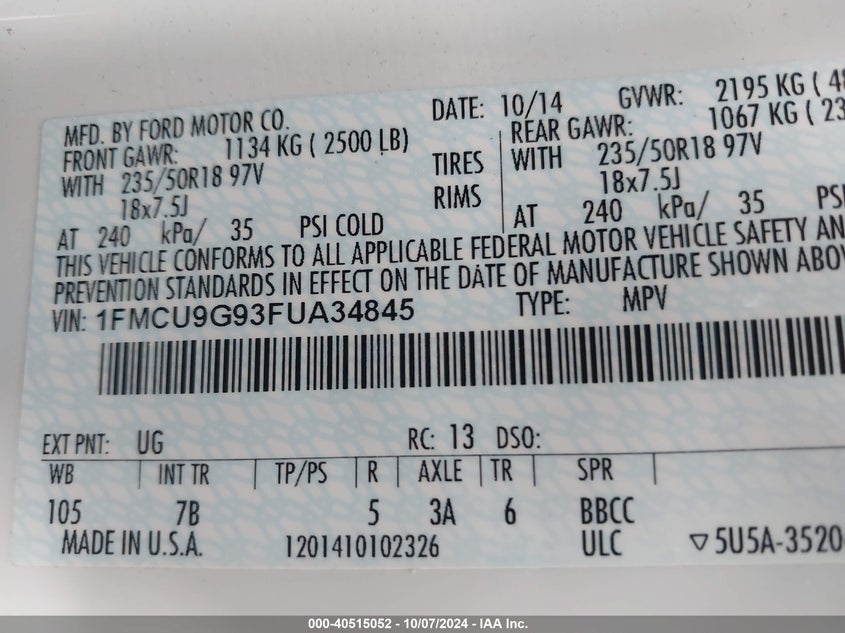 MFD. BY FORD MOTOR CO. DATE: 10/14 GVWR: 2195 KG
FRONT GAWR: 1134 KG ( 2500 LB) REAR GAWR: 1067 KG
WITH 235/50R18 97V TIRES WITH 235/50R18 97V
18x7.5J RIMS 18x7.5J
AT 240 kPa/ 35 PSI COLD AT 240 kPa/ 35
THIS VEHICLE CONFORMS TO ALL APPLICABLE FEDERAL MOTOR VEHICLE SAFETY
PREVENTION STANDARDS IN EFFECT ON THE DATE OF MANUFACTURE SHOWN
VIN: 1FMCU9G93FUA34845 TYPE: MPV
EXT PNT: UG RC: 13 DSO:
WB INT TR TP/PS R AXLE TR SPR
105 7B 5 3A 6 BBCC
MADE IN U.S.A. 1201410102326 ULC ▽5U5A-3520
000-40515052 - 10/07/2024 - IAA Inc.